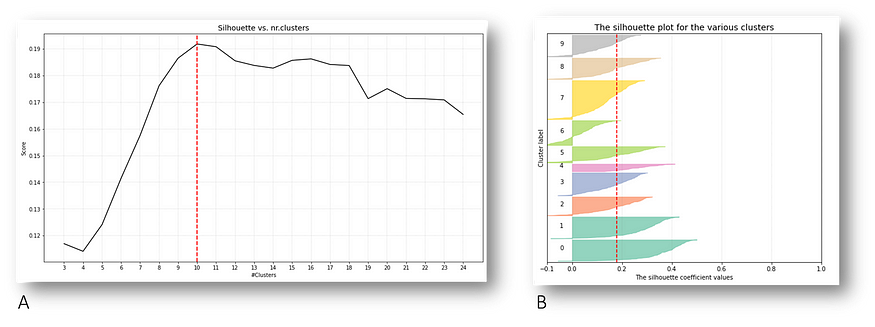 Silhouette vs. nr.clusters
0.19
0.18
0.17
0.16
0.15
0.14
0.13
0.12
Score
3 4 5 6 7 8 9 10 11 12 13 14 15 16 17 18 19 20 21 22 23 24
#Clusters
A
The silhouette plot for the various clusters
9
8
7
6
5
4
3
2
1
0
Cluster label
−0.1 0.0 0.2 0.4 0.6 0.8 1.0
The silhouette coefficient values
B